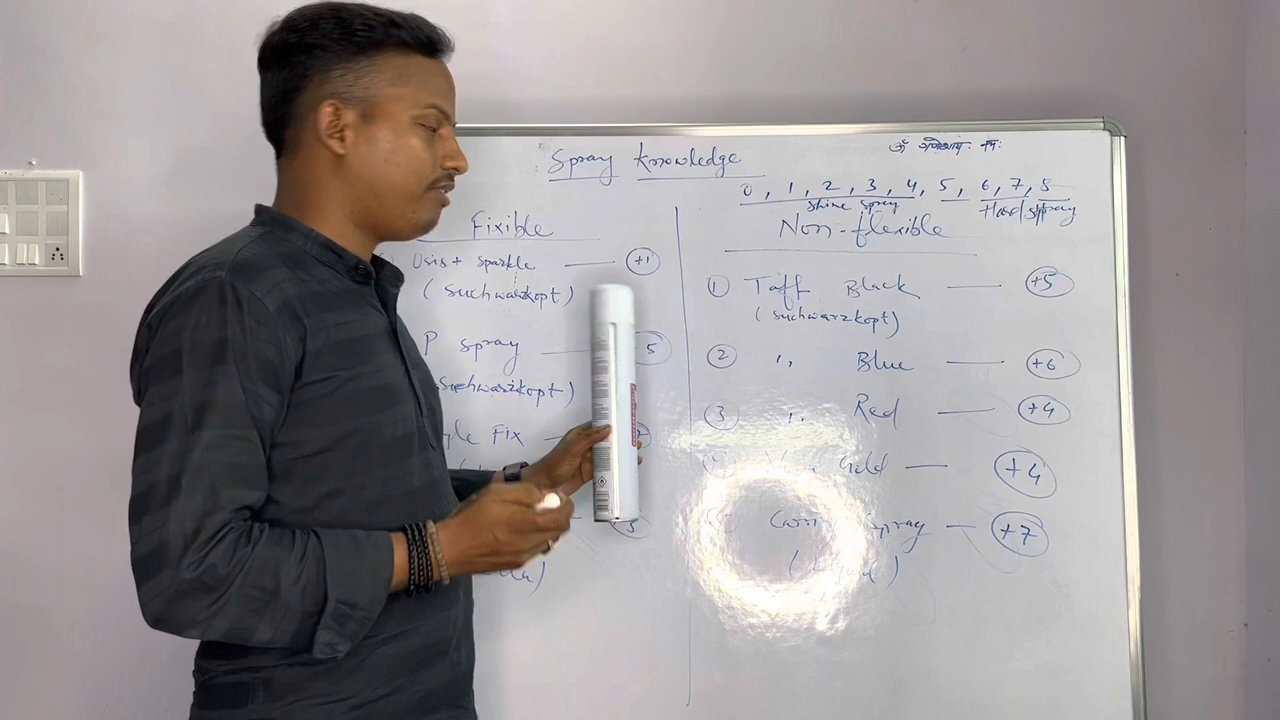 Spray knowledge
0, 1, 2, 3, 4, 5, 6, 7, 8
Shine spray
Hard spray
Fixible
Osis+ sparkle +1
(suchwarzkopt)
P spray 5
suchwarzkopt)
Fix
Non-flexible
① Taff Black +5
(suchwarzkopt)
② ,, Blue +6
③ ,, Red +4
Gold +4
Spray +7